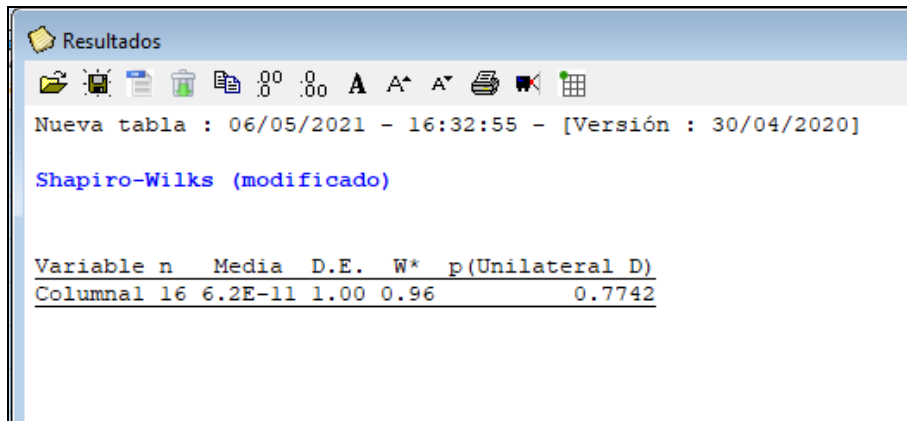 Resultados
Nueva tabla : 06/05/2021 - 16:32:55 - [Versión : 30/04/2020]
Shapiro-Wilks (modificado)
Variable n Media D.E. W* p(Unilateral D)
Columna1 16 6.2E-11 1.00 0.96 0.7742